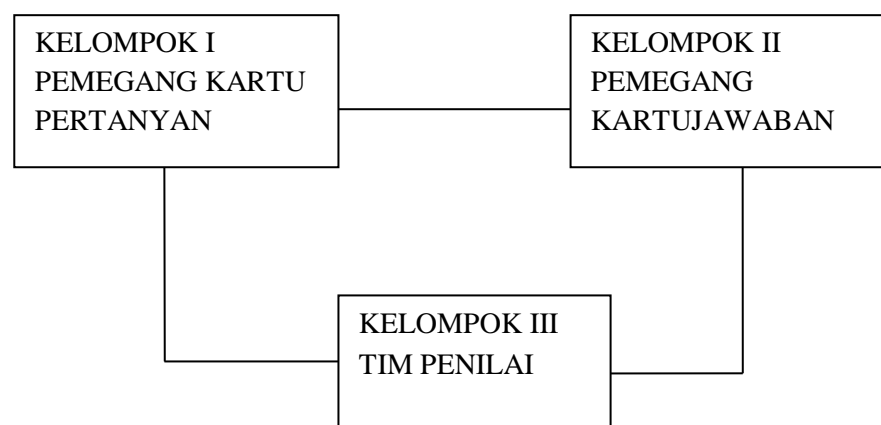 KELOMPOK I
PEMEGANG KARTU
PERTANYAN
KELOMPOK II
PEMEGANG
KARTUJAWABAN
KELOMPOK III
TIM PENILAI